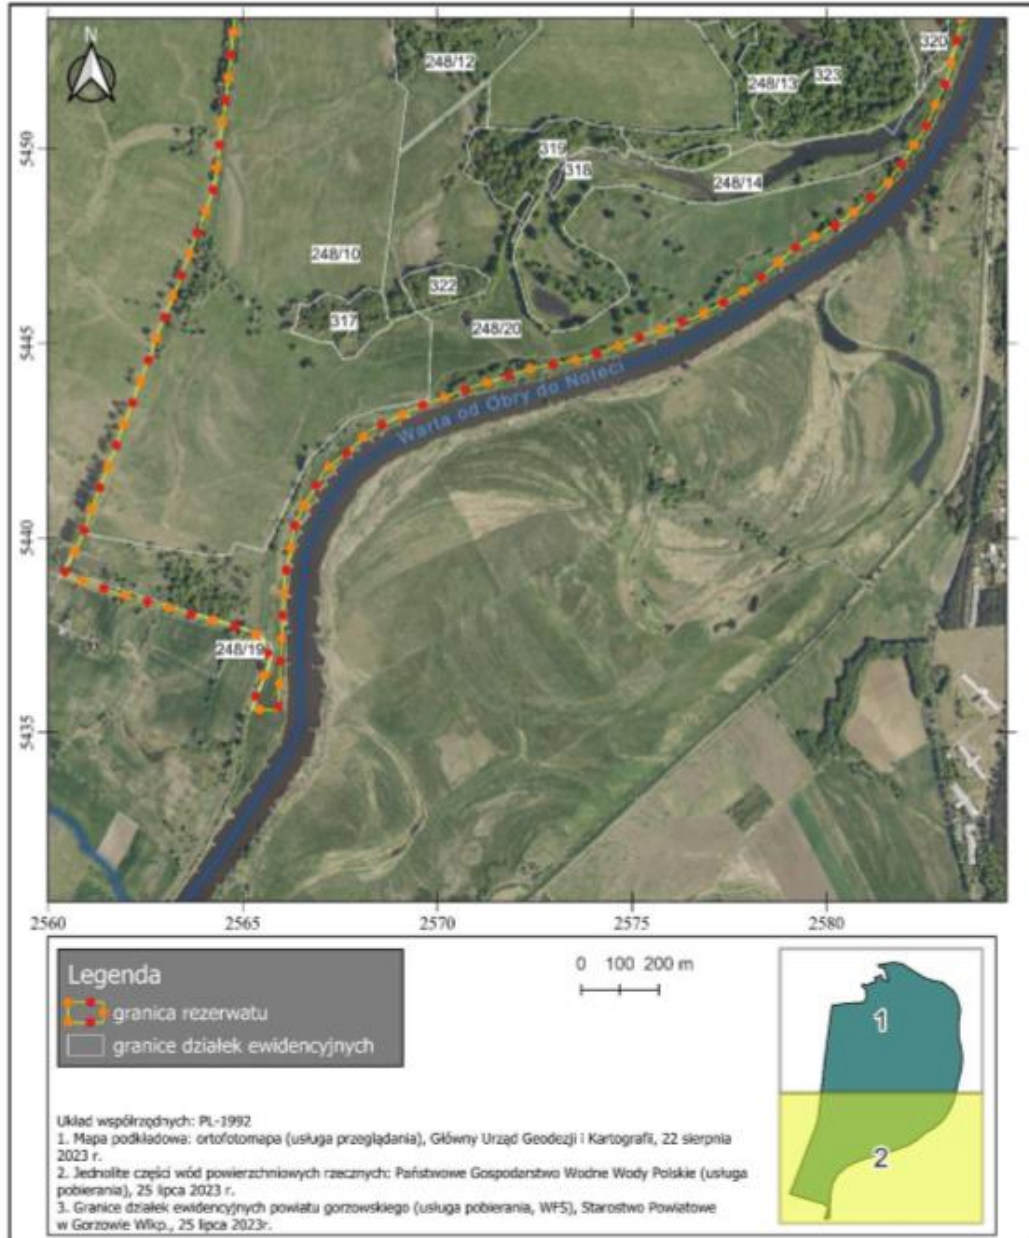 N
320
248/12
248/13
323
5450
319
318
248/14
248/10
322
317
248/20
5445
Warta od Obry do Noteci
5440
248/19
5435
2560 2565 2570 2575 2580
Legenda
granica rezerwatu
granice działek ewidencyjnych
0 100 200 m
1
2
Układ współrzędnych: PL-1992
1. Mapa podkładowa: ortofotomapa (usługa przeglądania), Główny Urząd Geodezji i Kartografii, 22 sierpnia
2023 r.
2. Jednolite części wód powierzchniowych rzecznych: Państwowe Gospodarstwo Wodne Wody Polskie (usługa
pobierania), 25 lipca 2023 r.
3. Granice działek ewidencyjnych powiatu gorzowskiego (usługa pobierania, WFS), Starostwo Powiatowe
w Gorzowie Wlkp., 25 lipca 2023r.